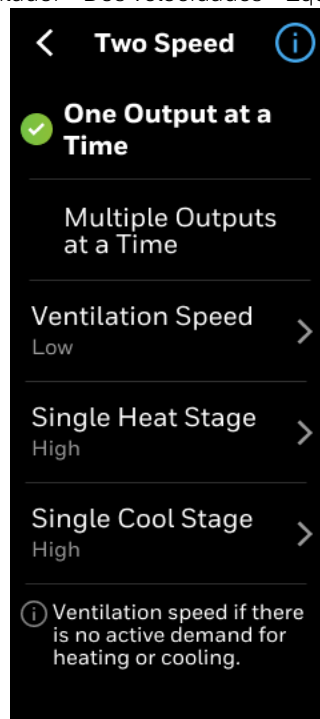 Two Speed
One Output at a
Time
Multiple Outputs
at a Time
Ventilation Speed
Low
Single Heat Stage
High
Single Cool Stage
High
Ventilation speed if there
is no active demand for
heating or cooling.